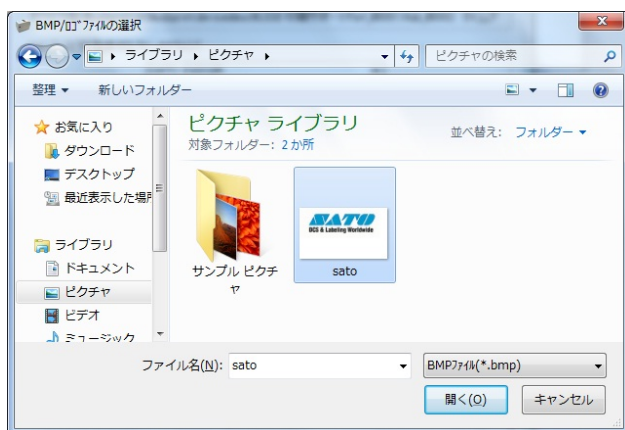 BMP/ﾛｺﾞﾌｧｲﾙの選択
ライブラリ ▸ ピクチャ ▸
ピクチャの検索
整理 ▼ 新しいフォルダー
お気に入り
ダウンロード
デスクトップ
最近表示した場所
ライブラリ
ドキュメント
ピクチャ
ビデオ
ミュージック
ピクチャ ライブラリ
対象フォルダー: 2 か所
並べ替え: フォルダー ▼
サンプル ピクチ
ャ
SATO
DCS & Labeling Worldwide
sato
ファイル名(N): sato
BMPﾌｧｲﾙ(*.bmp)
開く(O)
キャンセル